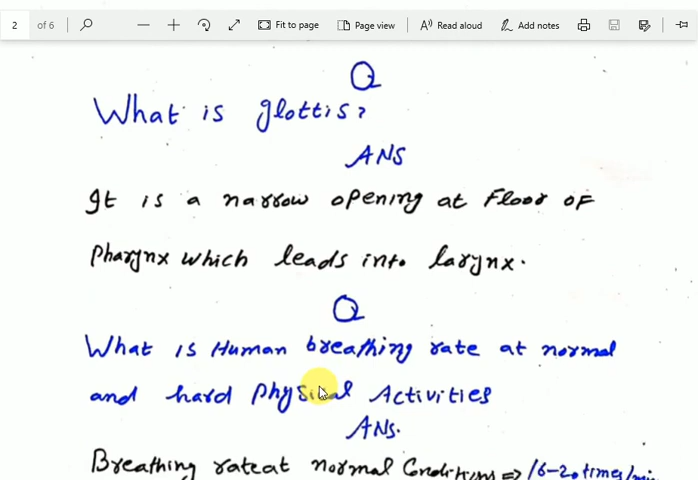 2 of 6 Fit to page Page view Read aloud Add notes
Q
What is glottis?
ANS
It is a narrow opening at Floor of
Pharynx which leads into larynx.
Q
What is Human breathing rate at normal
and hard Physical Activities
ANS.
Breathing rate at normal Conditions => 16-20 times/min